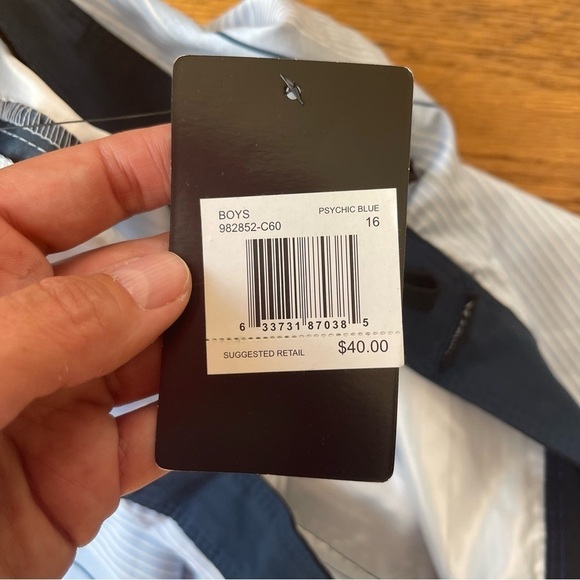 BOYS PSYCHIC BLUE
982852-C60 16
6 33731 87038 5
SUGGESTED RETAIL $40.00